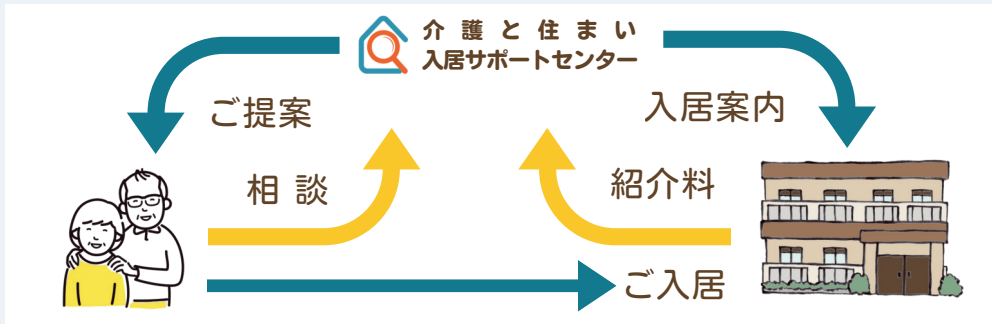 介護と住まい
入居サポートセンター
ご提案
入居案内
相談
紹介料
ご入居